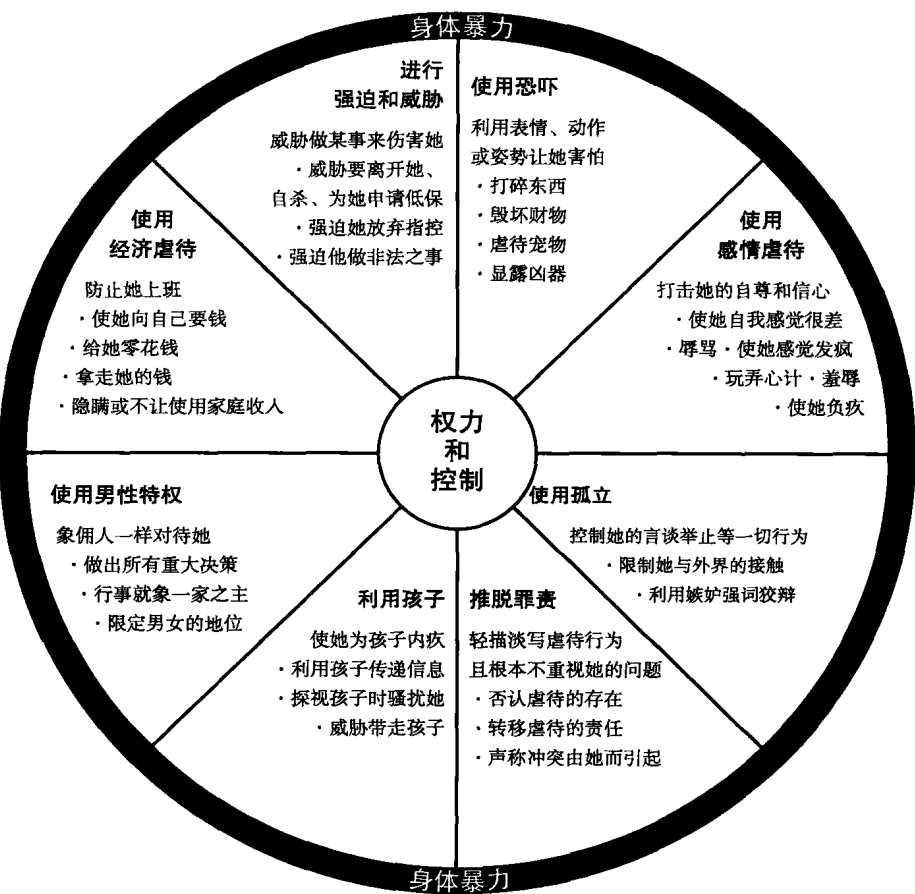 身体暴力
进行
强迫和威胁
威胁做某事来伤害她
·威胁要离开她、
自杀、为她申请低保
·强迫她放弃指控
·强迫他做非法之事
使用恐吓
利用表情、动作
或姿势让她害怕
·打碎东西
·毁坏财物
·虐待宠物
·显露凶器
使用
感情虐待
打击她的自尊和信心
·使她自我感觉很差
·辱骂·使她感觉发疯
·玩弄心计·羞辱
·使她负疚
使用孤立
控制她的言谈举止等一切行为
·限制她与外界的接触
·利用嫉妒强词狡辩
推脱罪责
轻描淡写虐待行为
且根本不重视她的问题
·否认虐待的存在
·转移虐待的责任
·声称冲突由她而引起
利用孩子
使她为孩子内疚
·利用孩子传递信息
·探视孩子时骚扰她
·威胁带走孩子
使用男性特权
象佣人一样对待她
·做出所有重大决策
·行事就象一家之主
·限定男女的地位
使用
经济虐待
防止她上班
·使她向自己要钱
·给她零花钱
·拿走她的钱
·隐瞒或不让使用家庭收人
权力
和
控制
身体暴力